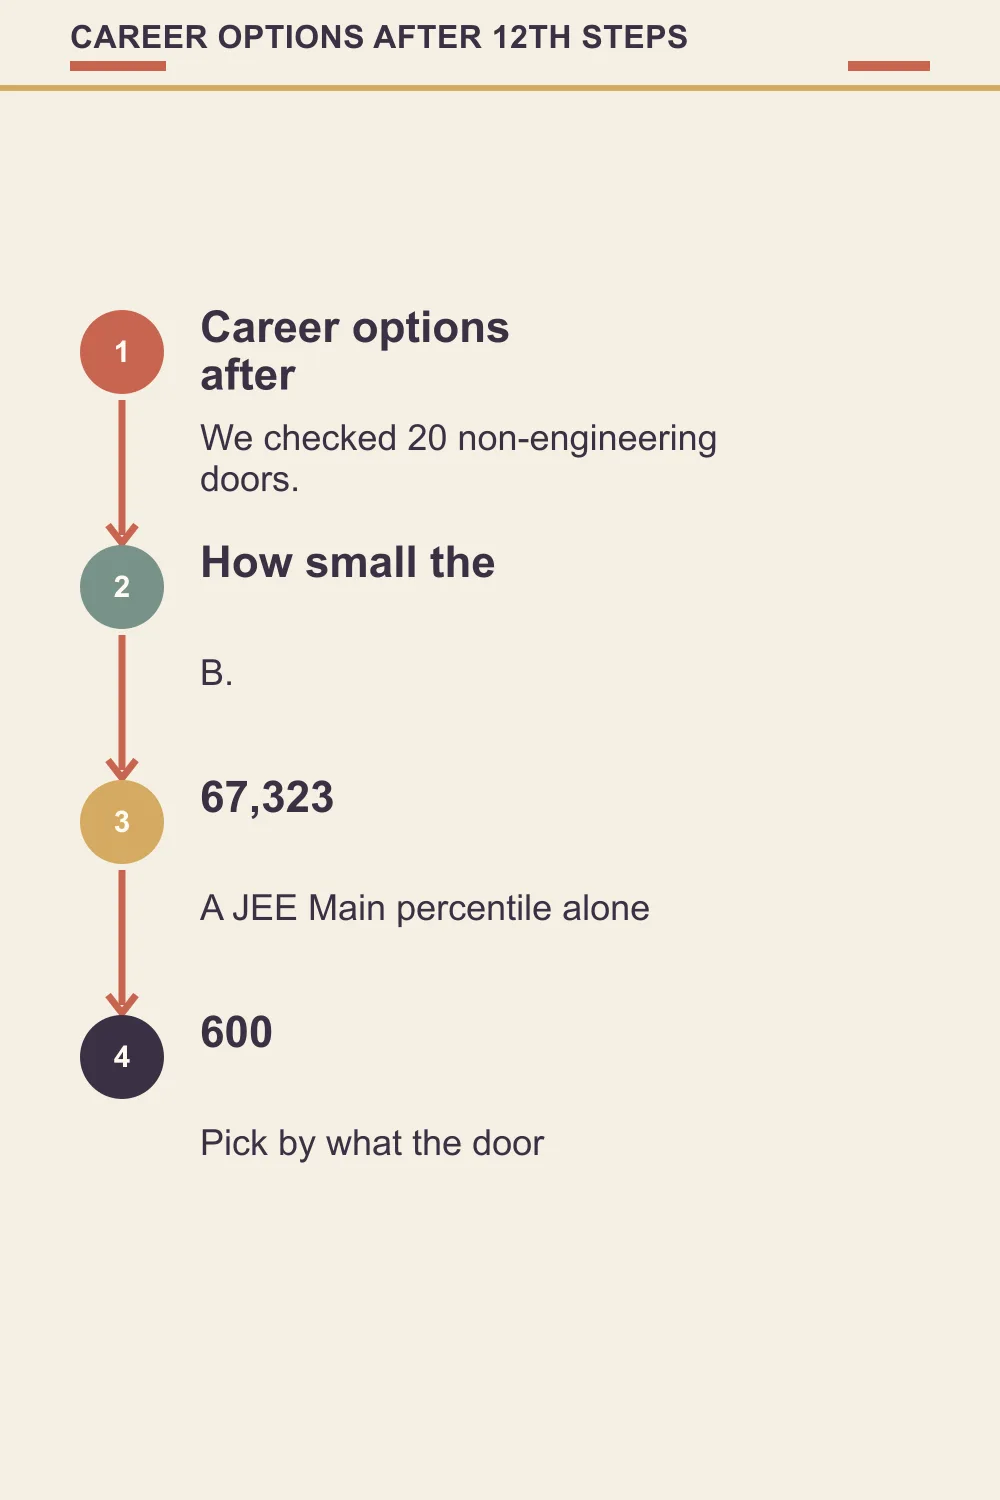 CAREER OPTIONS AFTER 12TH STEPS
1
Career options
after
We checked 20 non-engineering
doors.
2
How small the
B.
3
67,323
A JEE Main percentile alone
4
600
Pick by what the door